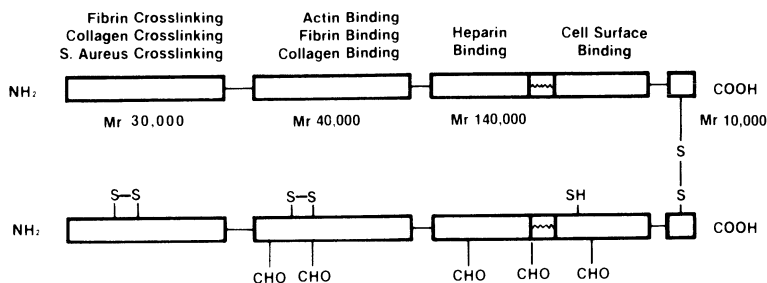 Fibrin Crosslinking
Collagen Crosslinking
S. Aureus Crosslinking
Actin Binding
Fibrin Binding
Collagen Binding
Heparin
Binding
Cell Surface
Binding
NH₂
COOH
Mr 30,000
Mr 40,000
Mr 140,000
Mr 10,000
S
S
S–S
S–S
SH
S
NH₂
COOH
CHO
CHO
CHO
CHO
CHO